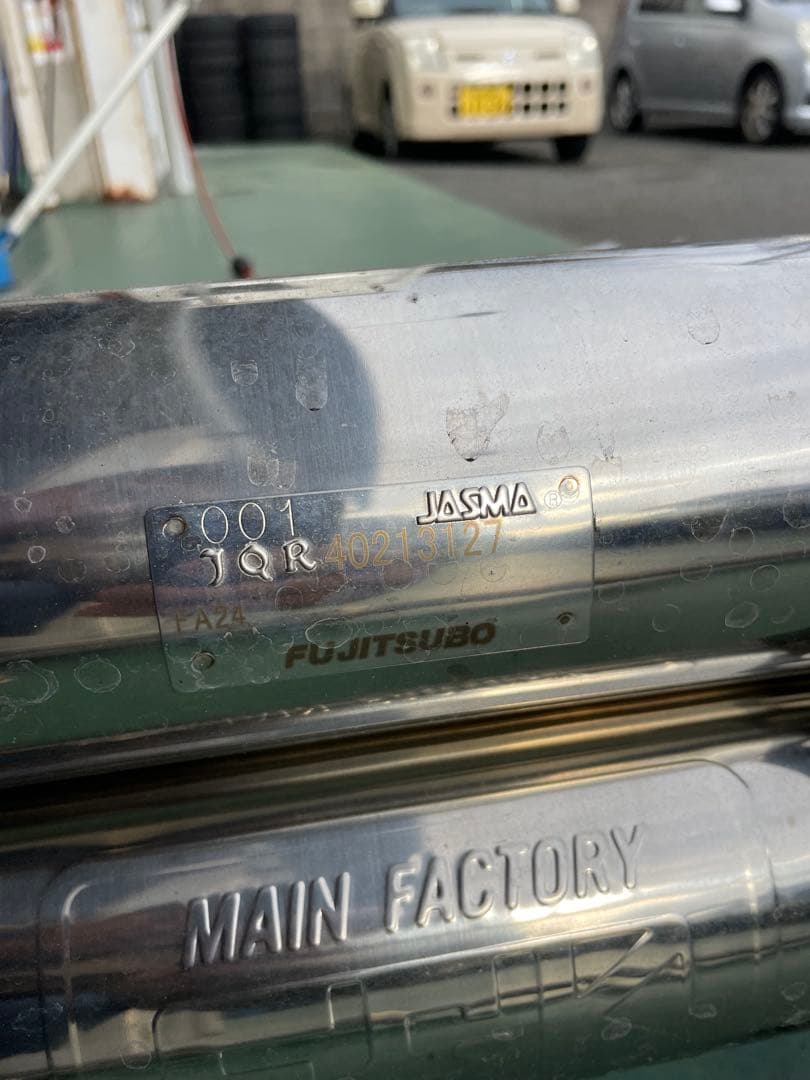 001 JASMA ®
JQR 40213127
FA24
FUJITSUBO
MAIN FACTORY